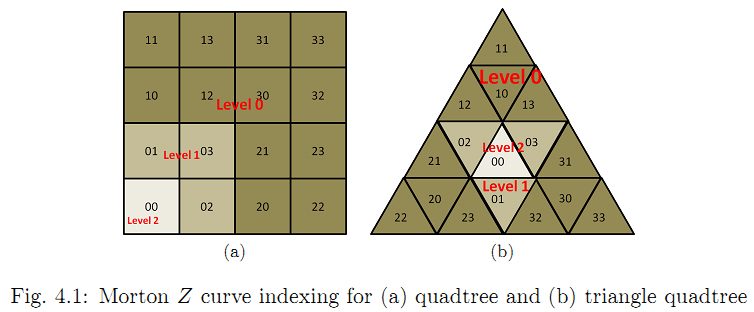 11 13 31 33
10 12 30 32
Level 0
01 03 21 23
Level 1
00 02 20 22
Level 2
(a)
11
Level 0
10
12 13
02 03
Level 2
00
21 31
Level 1
01
20 30
22 23 32 33
(b)
Fig. 4.1: Morton Z curve indexing for (a) quadtree and (b) triangle quadtree